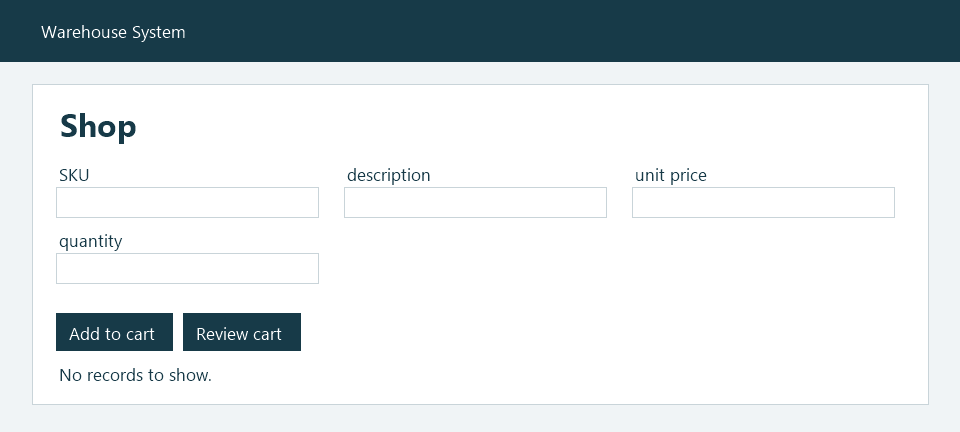 Warehouse System
Shop
SKU
description
unit price
quantity
Add to cart
Review cart
No records to show.